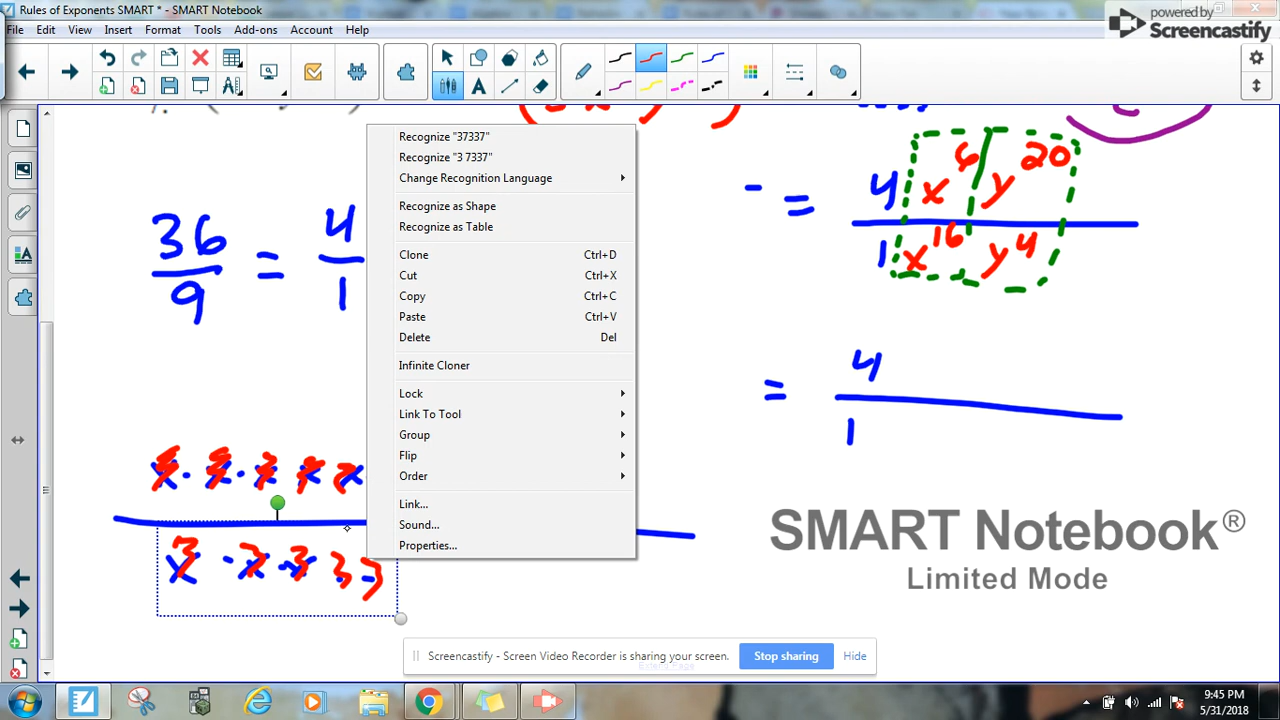 Rules of Exponents SMART * - SMART Notebook
powered by
Screencastify
File Edit View Insert Format Tools Add-ons Account Help
Recognize "37337"
Recognize "3 7337"
Change Recognition Language
Recognize as Shape
Recognize as Table
Clone Ctrl+D
Cut Ctrl+X
Copy Ctrl+C
Paste Ctrl+V
Delete Del
Infinite Cloner
Lock
Link To Tool
Group
Flip
Order
Link...
Sound...
Properties...
36 = 4
9 1
- = 4 x^6 y^20
1 x^16 y^4
= 4
1
SMART Notebook®
Limited Mode
Screencastify - Screen Video Recorder is sharing your screen. Stop sharing Hide
9:45 PM
5/31/2018